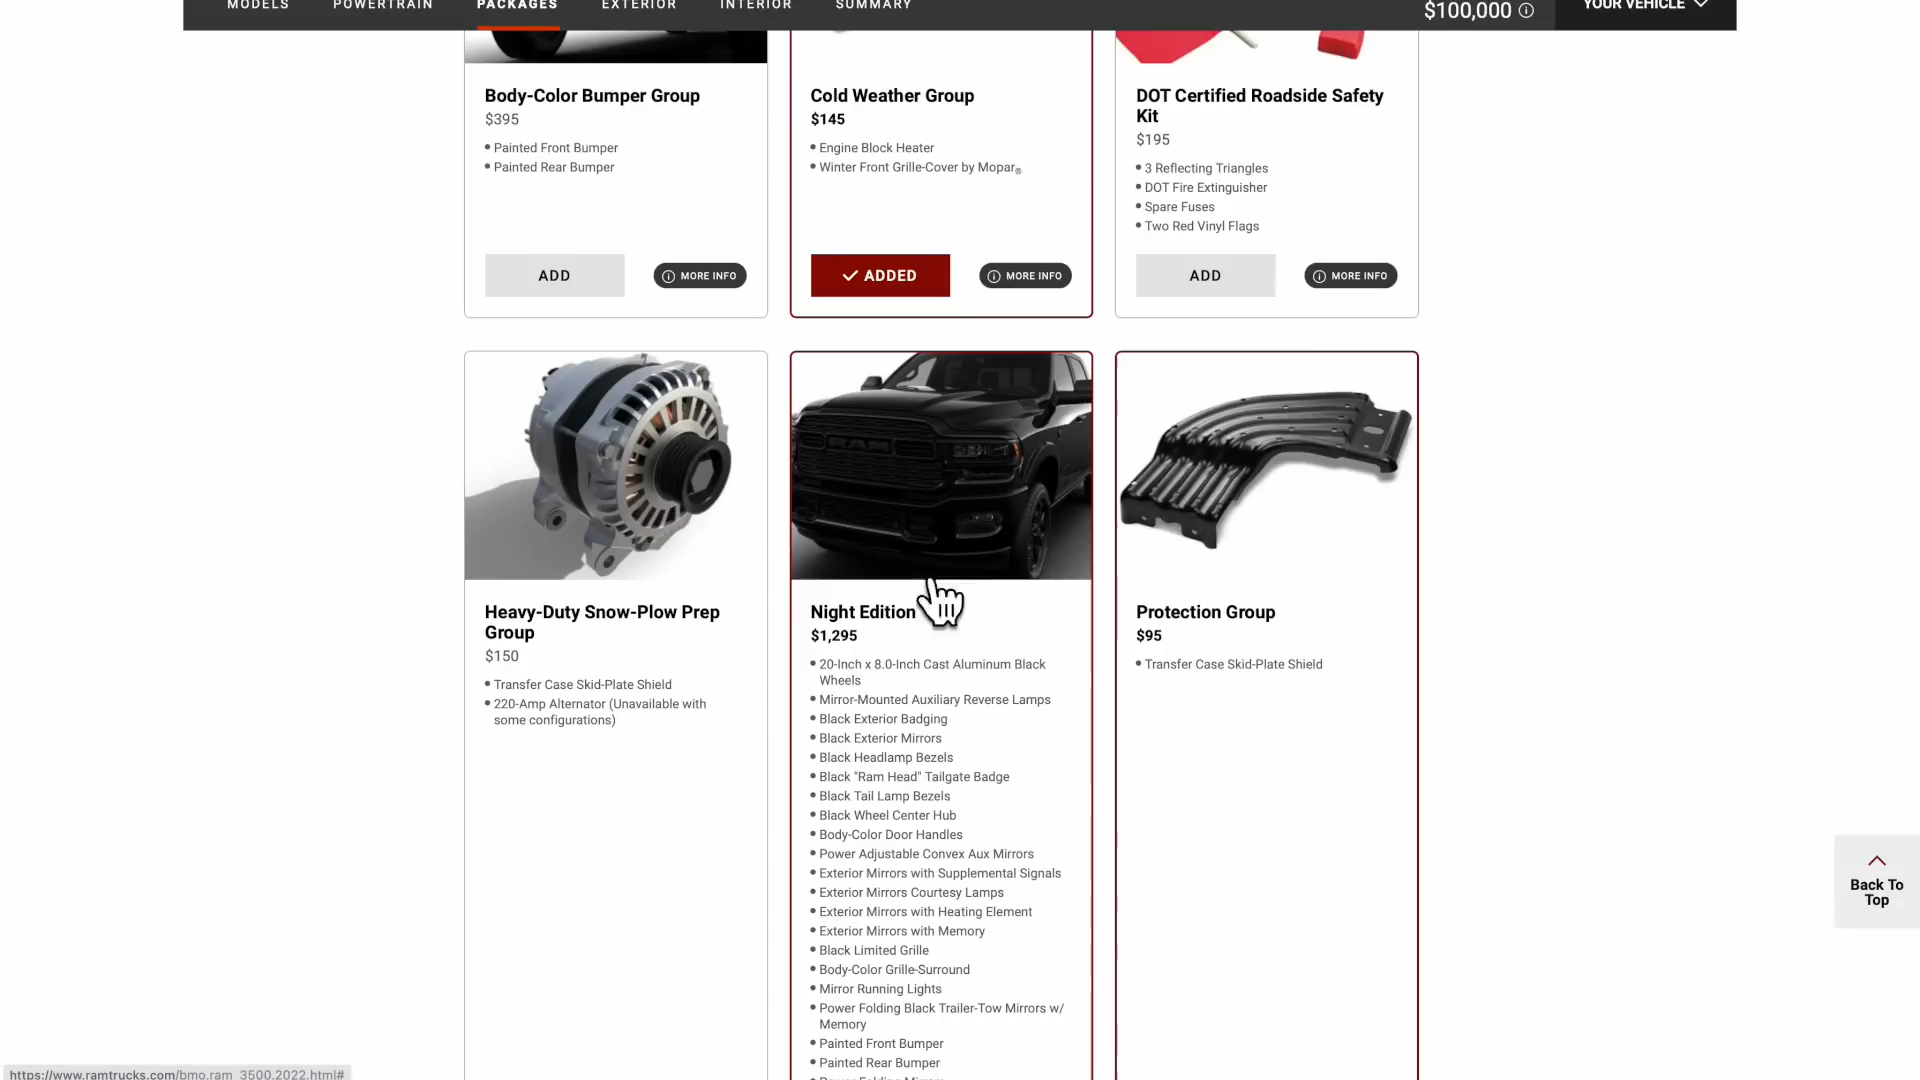 MODELS POWERTRAIN PACKAGES EXTERIOR INTERIOR SUMMARY
$100,000
YOUR VEHICLE
Body-Color Bumper Group
$395
• Painted Front Bumper
• Painted Rear Bumper
ADD
MORE INFO
Cold Weather Group
$145
• Engine Block Heater
• Winter Front Grille-Cover by Mopar®
✓ ADDED
MORE INFO
DOT Certified Roadside Safety
Kit
$195
• 3 Reflecting Triangles
• DOT Fire Extinguisher
• Spare Fuses
• Two Red Vinyl Flags
ADD
MORE INFO
Heavy-Duty Snow-Plow Prep
Group
$150
• Transfer Case Skid-Plate Shield
• 220-Amp Alternator (Unavailable with
some configurations)
RAM
Night Edition
$1,295
• 20-Inch x 8.0-Inch Cast Aluminum Black
Wheels
• Mirror-Mounted Auxiliary Reverse Lamps
• Black Exterior Badging
• Black Exterior Mirrors
• Black Headlamp Bezels
• Black "Ram Head" Tailgate Badge
• Black Tail Lamp Bezels
• Black Wheel Center Hub
• Body-Color Door Handles
• Power Adjustable Convex Aux Mirrors
• Exterior Mirrors with Supplemental Signals
• Exterior Mirrors Courtesy Lamps
• Exterior Mirrors with Heating Element
• Exterior Mirrors with Memory
• Black Limited Grille
• Body-Color Grille-Surround
• Mirror Running Lights
• Power Folding Black Trailer-Tow Mirrors w/
Memory
• Painted Front Bumper
• Painted Rear Bumper
Protection Group
$95
• Transfer Case Skid-Plate Shield
Back To
Top
https://www.ramtrucks.com/bmo.ram_3500.2022.html#